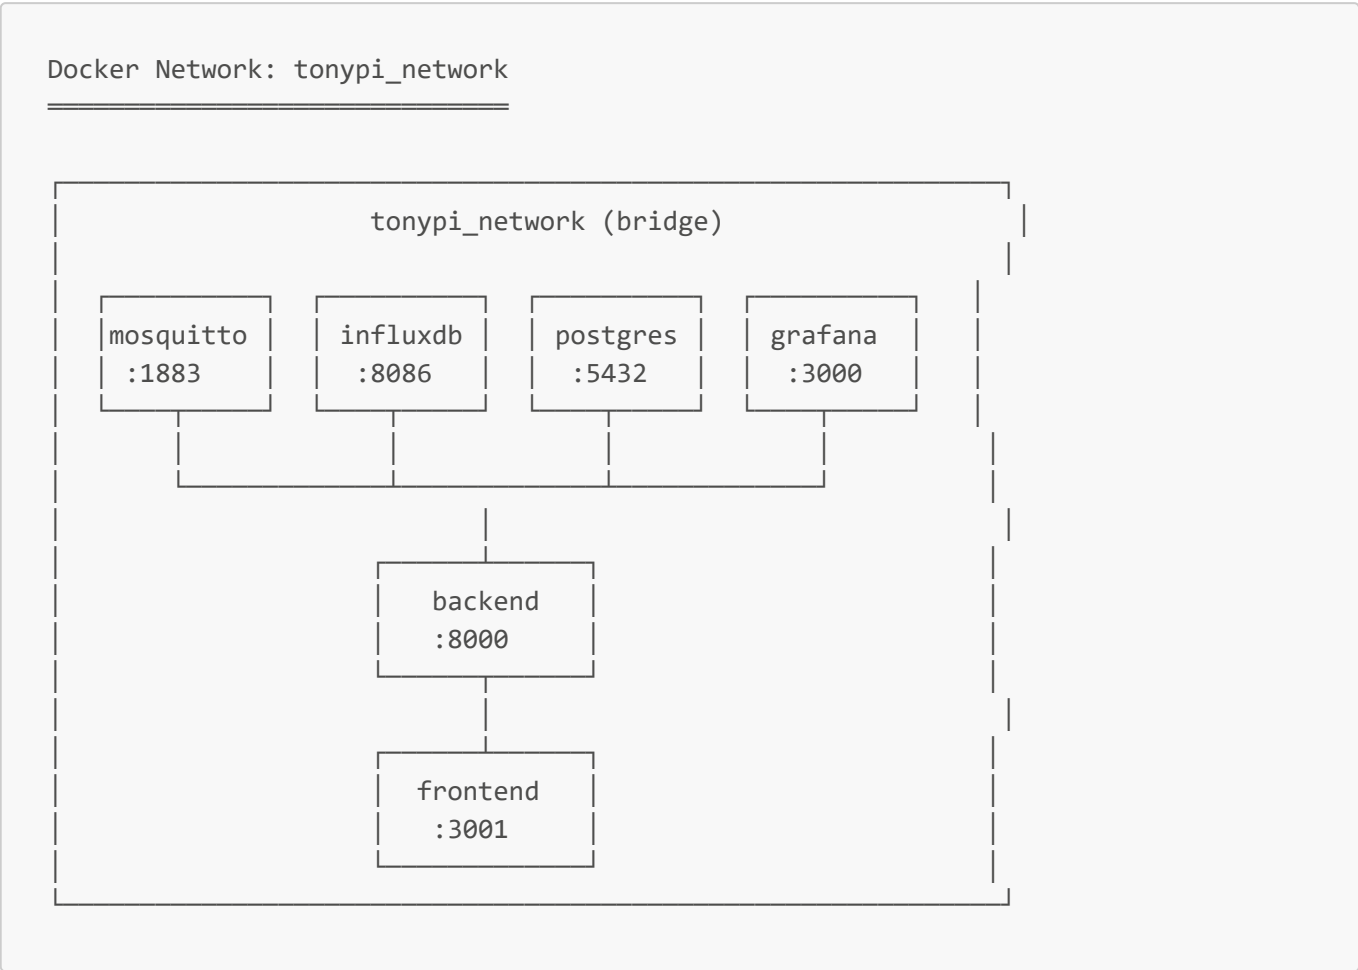 Docker Network: tonypi_network
tonypi_network (bridge)
mosquitto influxdb postgres grafana
:1883 :8086 :5432 :3000
backend
:8000
frontend
:3001